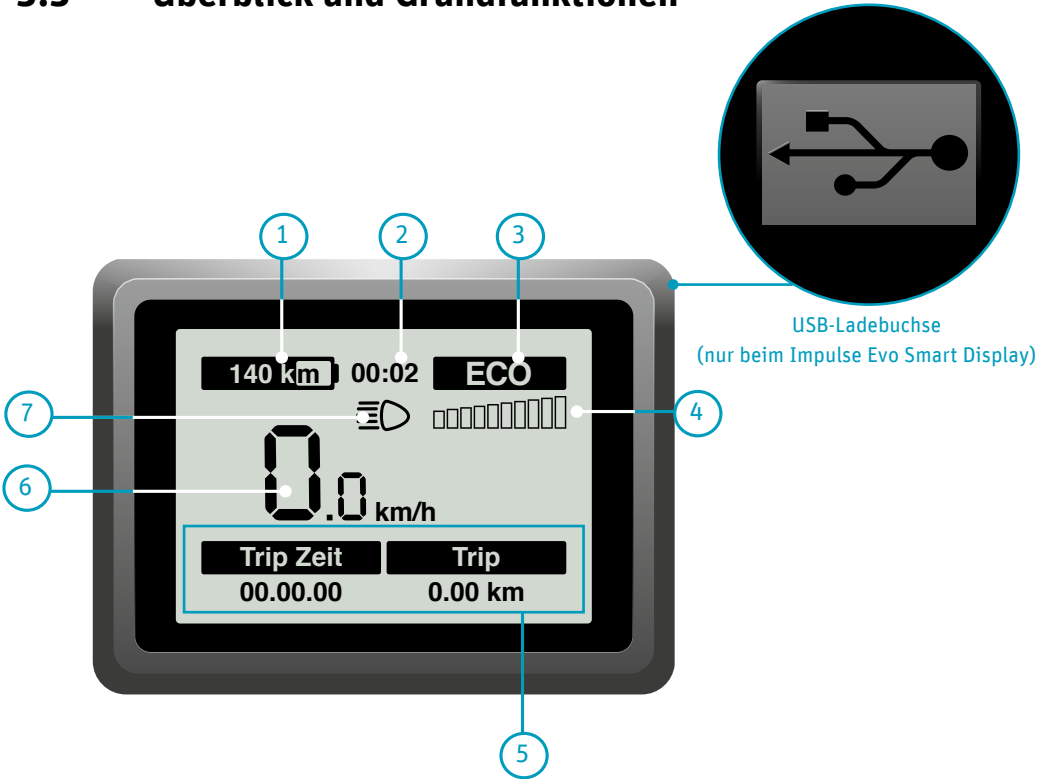 Überblick und Grundfunktionen
1
2
3
USB-Ladebuchse
(nur beim Impulse Evo Smart Display)
140 km
00:02
ECO
7
4
6
0.0 km/h
Trip Zeit
Trip
00.00.00
0.00 km
5